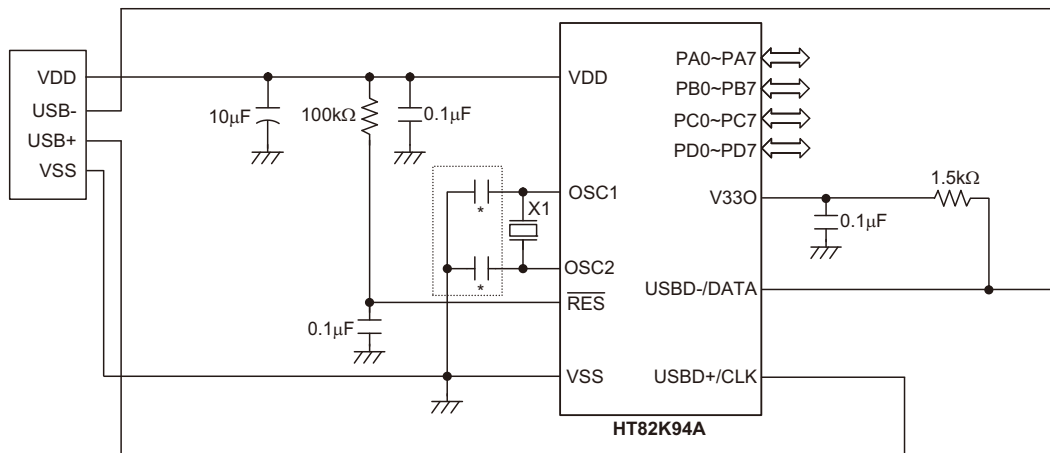 VDD
USB-
USB+
VSS
10μF
100kΩ
0.1μF
*
*
X1
0.1μF
VDD
OSC1
OSC2
RES
VSS
PA0~PA7
PB0~PB7
PC0~PC7
PD0~PD7
V33O
USBD-/DATA
USBD+/CLK
HT82K94A
1.5kΩ
0.1μF